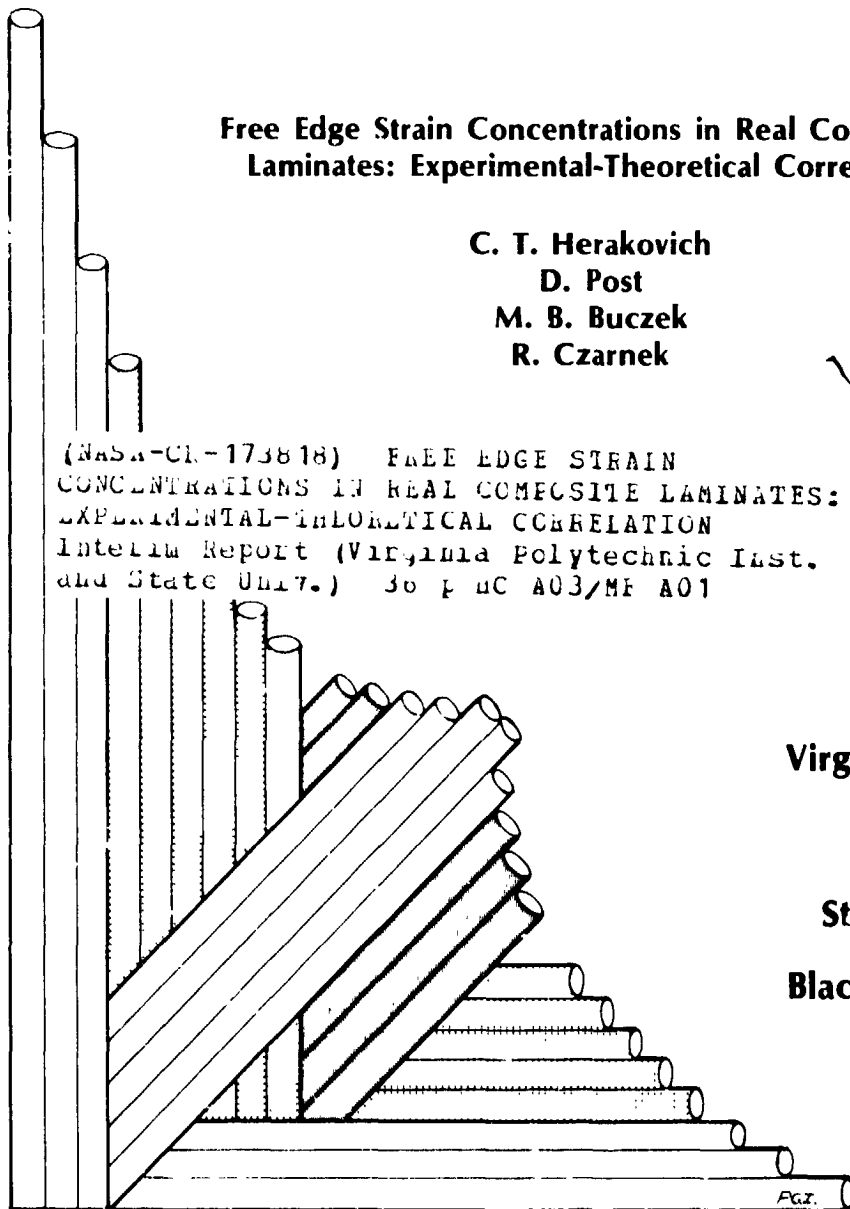 Free Edge Strain Concentrations in Real Co
Laminates: Experimental-Theoretical Corre
C. T. Herakovich
D. Post
M. B. Buczek
R. Czarnek
(NASA-CR-173818) FREE EDGE STRAIN
CONCENTRATIONS IN REAL COMPOSITE LAMINATES:
EXPERIMENTAL-THEORETICAL CORRELATION
Interim Report (Virginia Polytechnic Inst.
and State Univ.) 36 p HC A03/MF A01
Virg
St
Blac